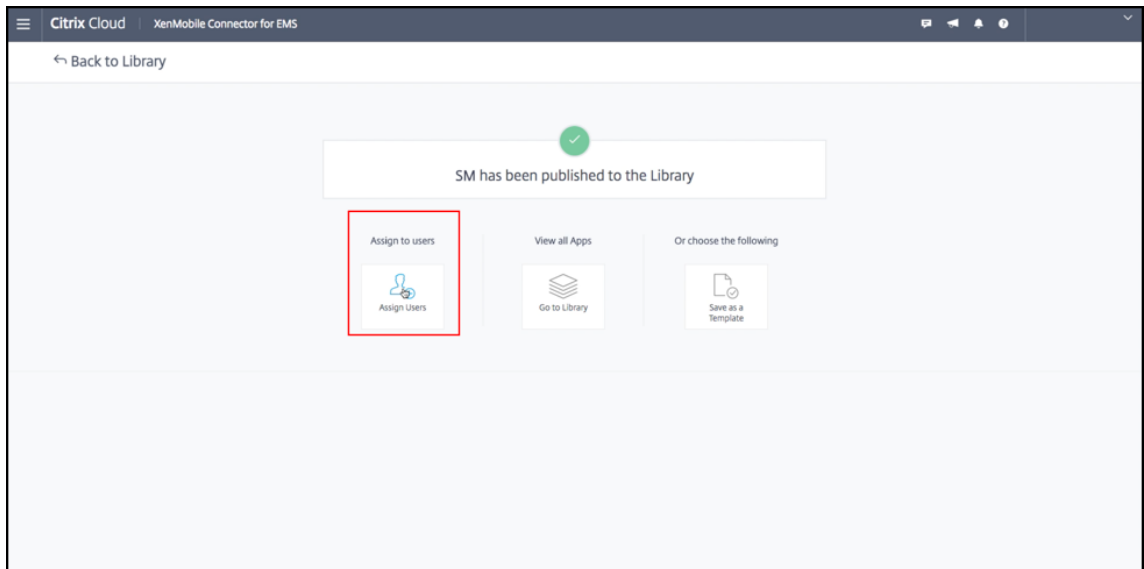 Citrix Cloud XenMobile Connector for EMS
Back to Library
SM has been published to the Library
Assign to users View all Apps Or choose the following
Assign Users Go to Library Save as a
Template